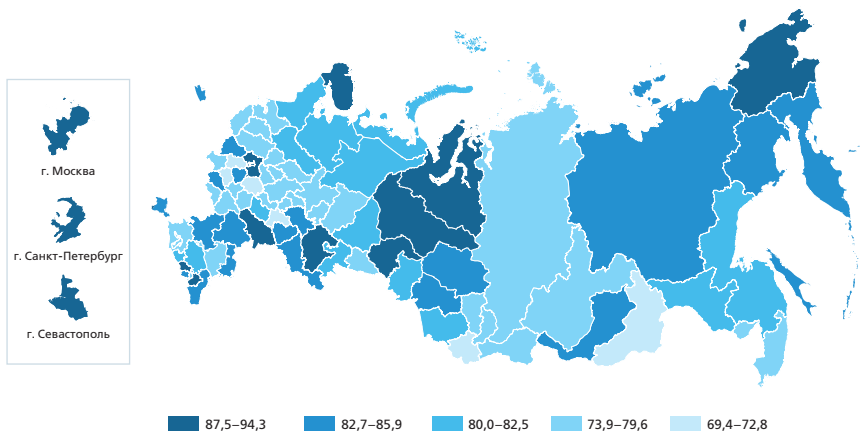 г. Москва
г. Санкт-Петербург
г. Севастополь
87,5–94,3 82,7–85,9 80,0–82,5 73,9–79,6 69,4–72,8